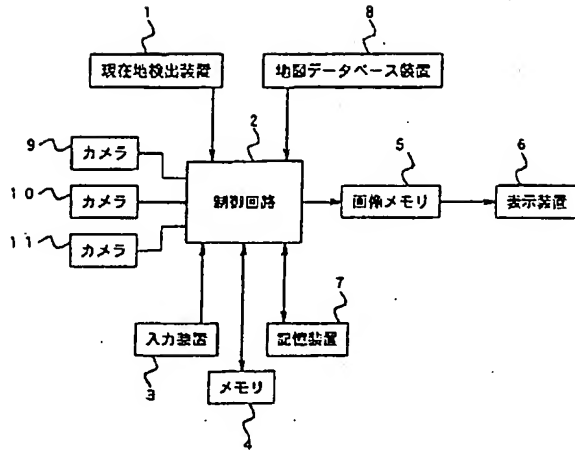 1
8
現在地検出装置
地図データベース装置
2
9
カメラ
5
6
10
カメラ
制御回路
画像メモリ
表示装置
11
カメラ
7
入力装置
記憶装置
3
メモリ
4